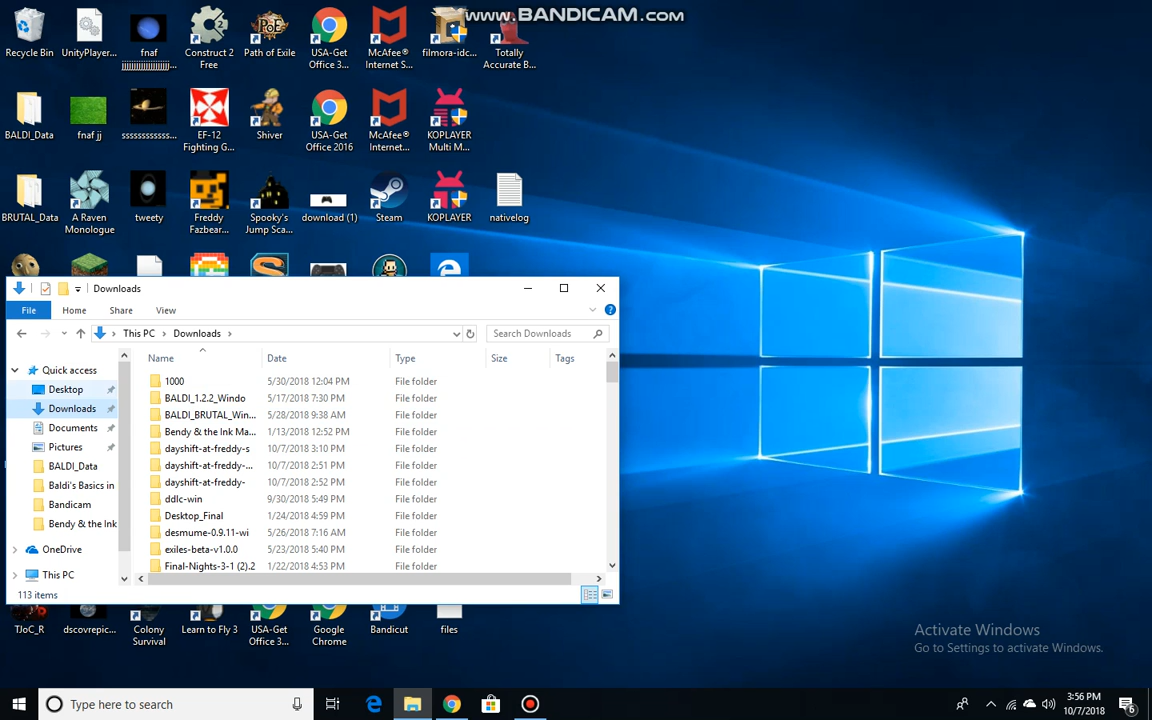 www.BANDICAM.com
Recycle Bin
UnityPlayer...
fnaf
jjjjjjjjjjjjjjjjjjjj...
Construct 2
Free
Path of Exile
USA-Get
Office 3...
McAfee®
Internet S...
filmora-idc...
Totally
Accurate B...
BALDI_Data
fnaf jj
ssssssssssss...
EF-12
Fighting G...
Shiver
USA-Get
Office 2016
McAfee®
Internet...
KOPLAYER
Multi M...
BRUTAL_Data
A Raven
Monologue
tweety
Freddy
Fazbear...
Spooky's
Jump Sca...
download (1)
Steam
KOPLAYER
nativelog
Downloads
File
Home
Share
View
This PC
Downloads
Search Downloads
Name
Date
Type
Size
Tags
Quick access
Desktop
Downloads
Documents
Pictures
BALDI_Data
Baldi's Basics in
Bandicam
Bendy & the Ink
OneDrive
This PC
1000 5/30/2018 12:04 PM File folder
BALDI_1.2.2_Windo 5/17/2018 7:30 PM File folder
BALDI_BRUTAL_Win... 5/28/2018 9:38 AM File folder
Bendy & the Ink Ma... 1/13/2018 12:52 PM File folder
dayshift-at-freddy-s 10/7/2018 3:10 PM File folder
dayshift-at-freddy-... 10/7/2018 2:51 PM File folder
dayshift-at-freddy- 10/7/2018 2:52 PM File folder
ddlc-win 9/30/2018 5:49 PM File folder
Desktop_Final 1/24/2018 4:59 PM File folder
desmume-0.9.11-wi 5/26/2018 7:16 AM File folder
exiles-beta-v1.0.0 5/23/2018 5:40 PM File folder
Final-Nights-3-1 (2).2 1/22/2018 4:53 PM File folder
113 items
TJoC_R
dscovrepic...
Colony
Survival
Learn to Fly 3
USA-Get
Office 3...
Google
Chrome
Bandicut
files
Activate Windows
Go to Settings to activate Windows.
Type here to search
3:56 PM
10/7/2018
6